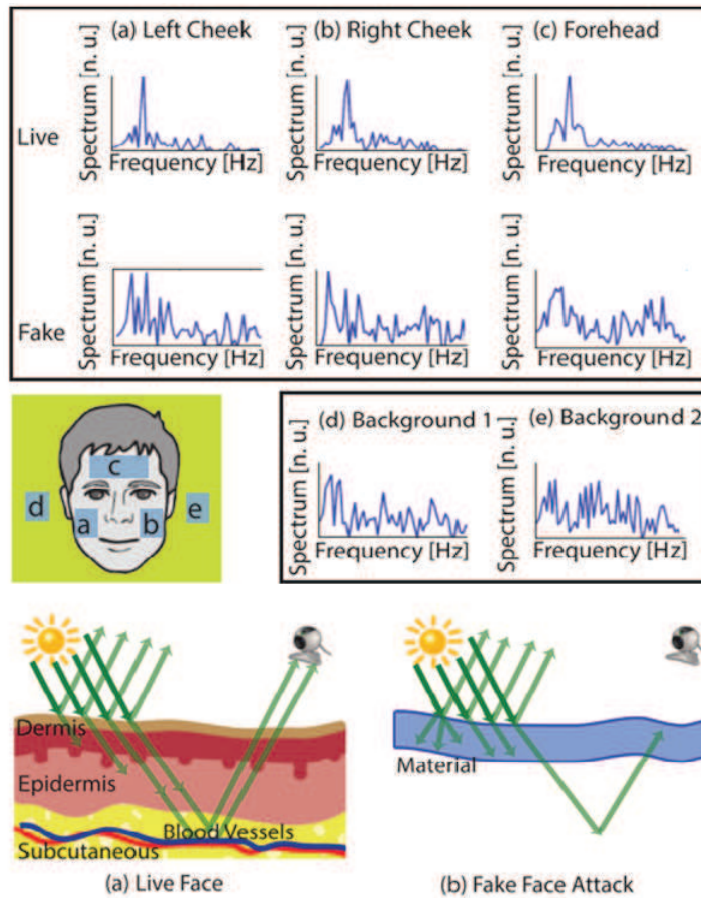 (a) Left Cheek (b) Right Cheek (c) Forehead
Live
Spectrum [n. u.]
Frequency [Hz]
Spectrum [n. u.]
Frequency [Hz]
Spectrum [n. u.]
Frequency [Hz]
Fake
Spectrum [n. u.]
Frequency [Hz]
Spectrum [n. u.]
Frequency [Hz]
Spectrum [n. u.]
Frequency [Hz]
c
d
a
b
e
(d) Background 1 (e) Background 2
Spectrum [n. u.]
Frequency [Hz]
Spectrum [n. u.]
Frequency [Hz]
Dermis
Epidermis
Blood Vessels
Subcutaneous
(a) Live Face
Material
(b) Fake Face Attack